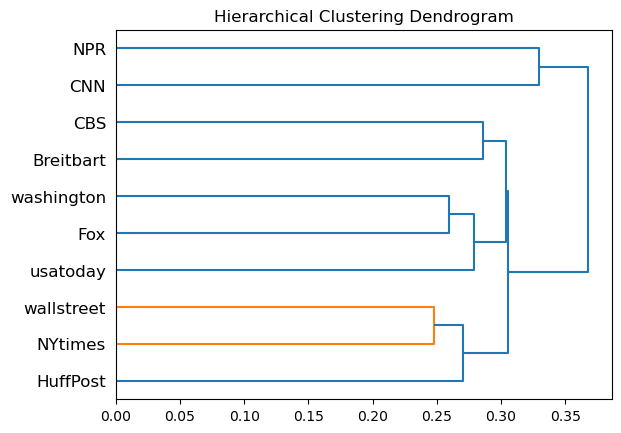 Hierarchical Clustering Dendrogram
NPR
CNN
CBS
Breitbart
washington
Fox
usatoday
wallstreet
NYtimes
HuffPost
0.00 0.05 0.10 0.15 0.20 0.25 0.30 0.35